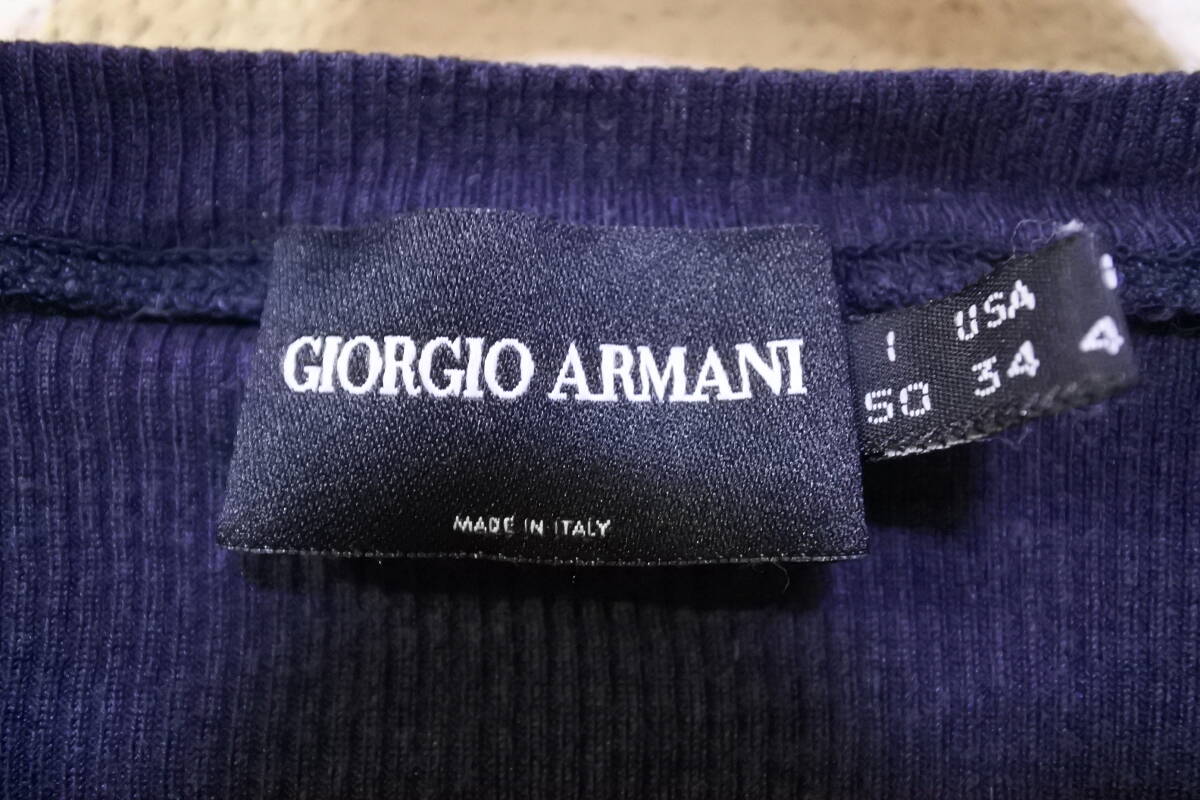 GIORGIO ARMANI
MADE IN ITALY
I USA
50 34 4